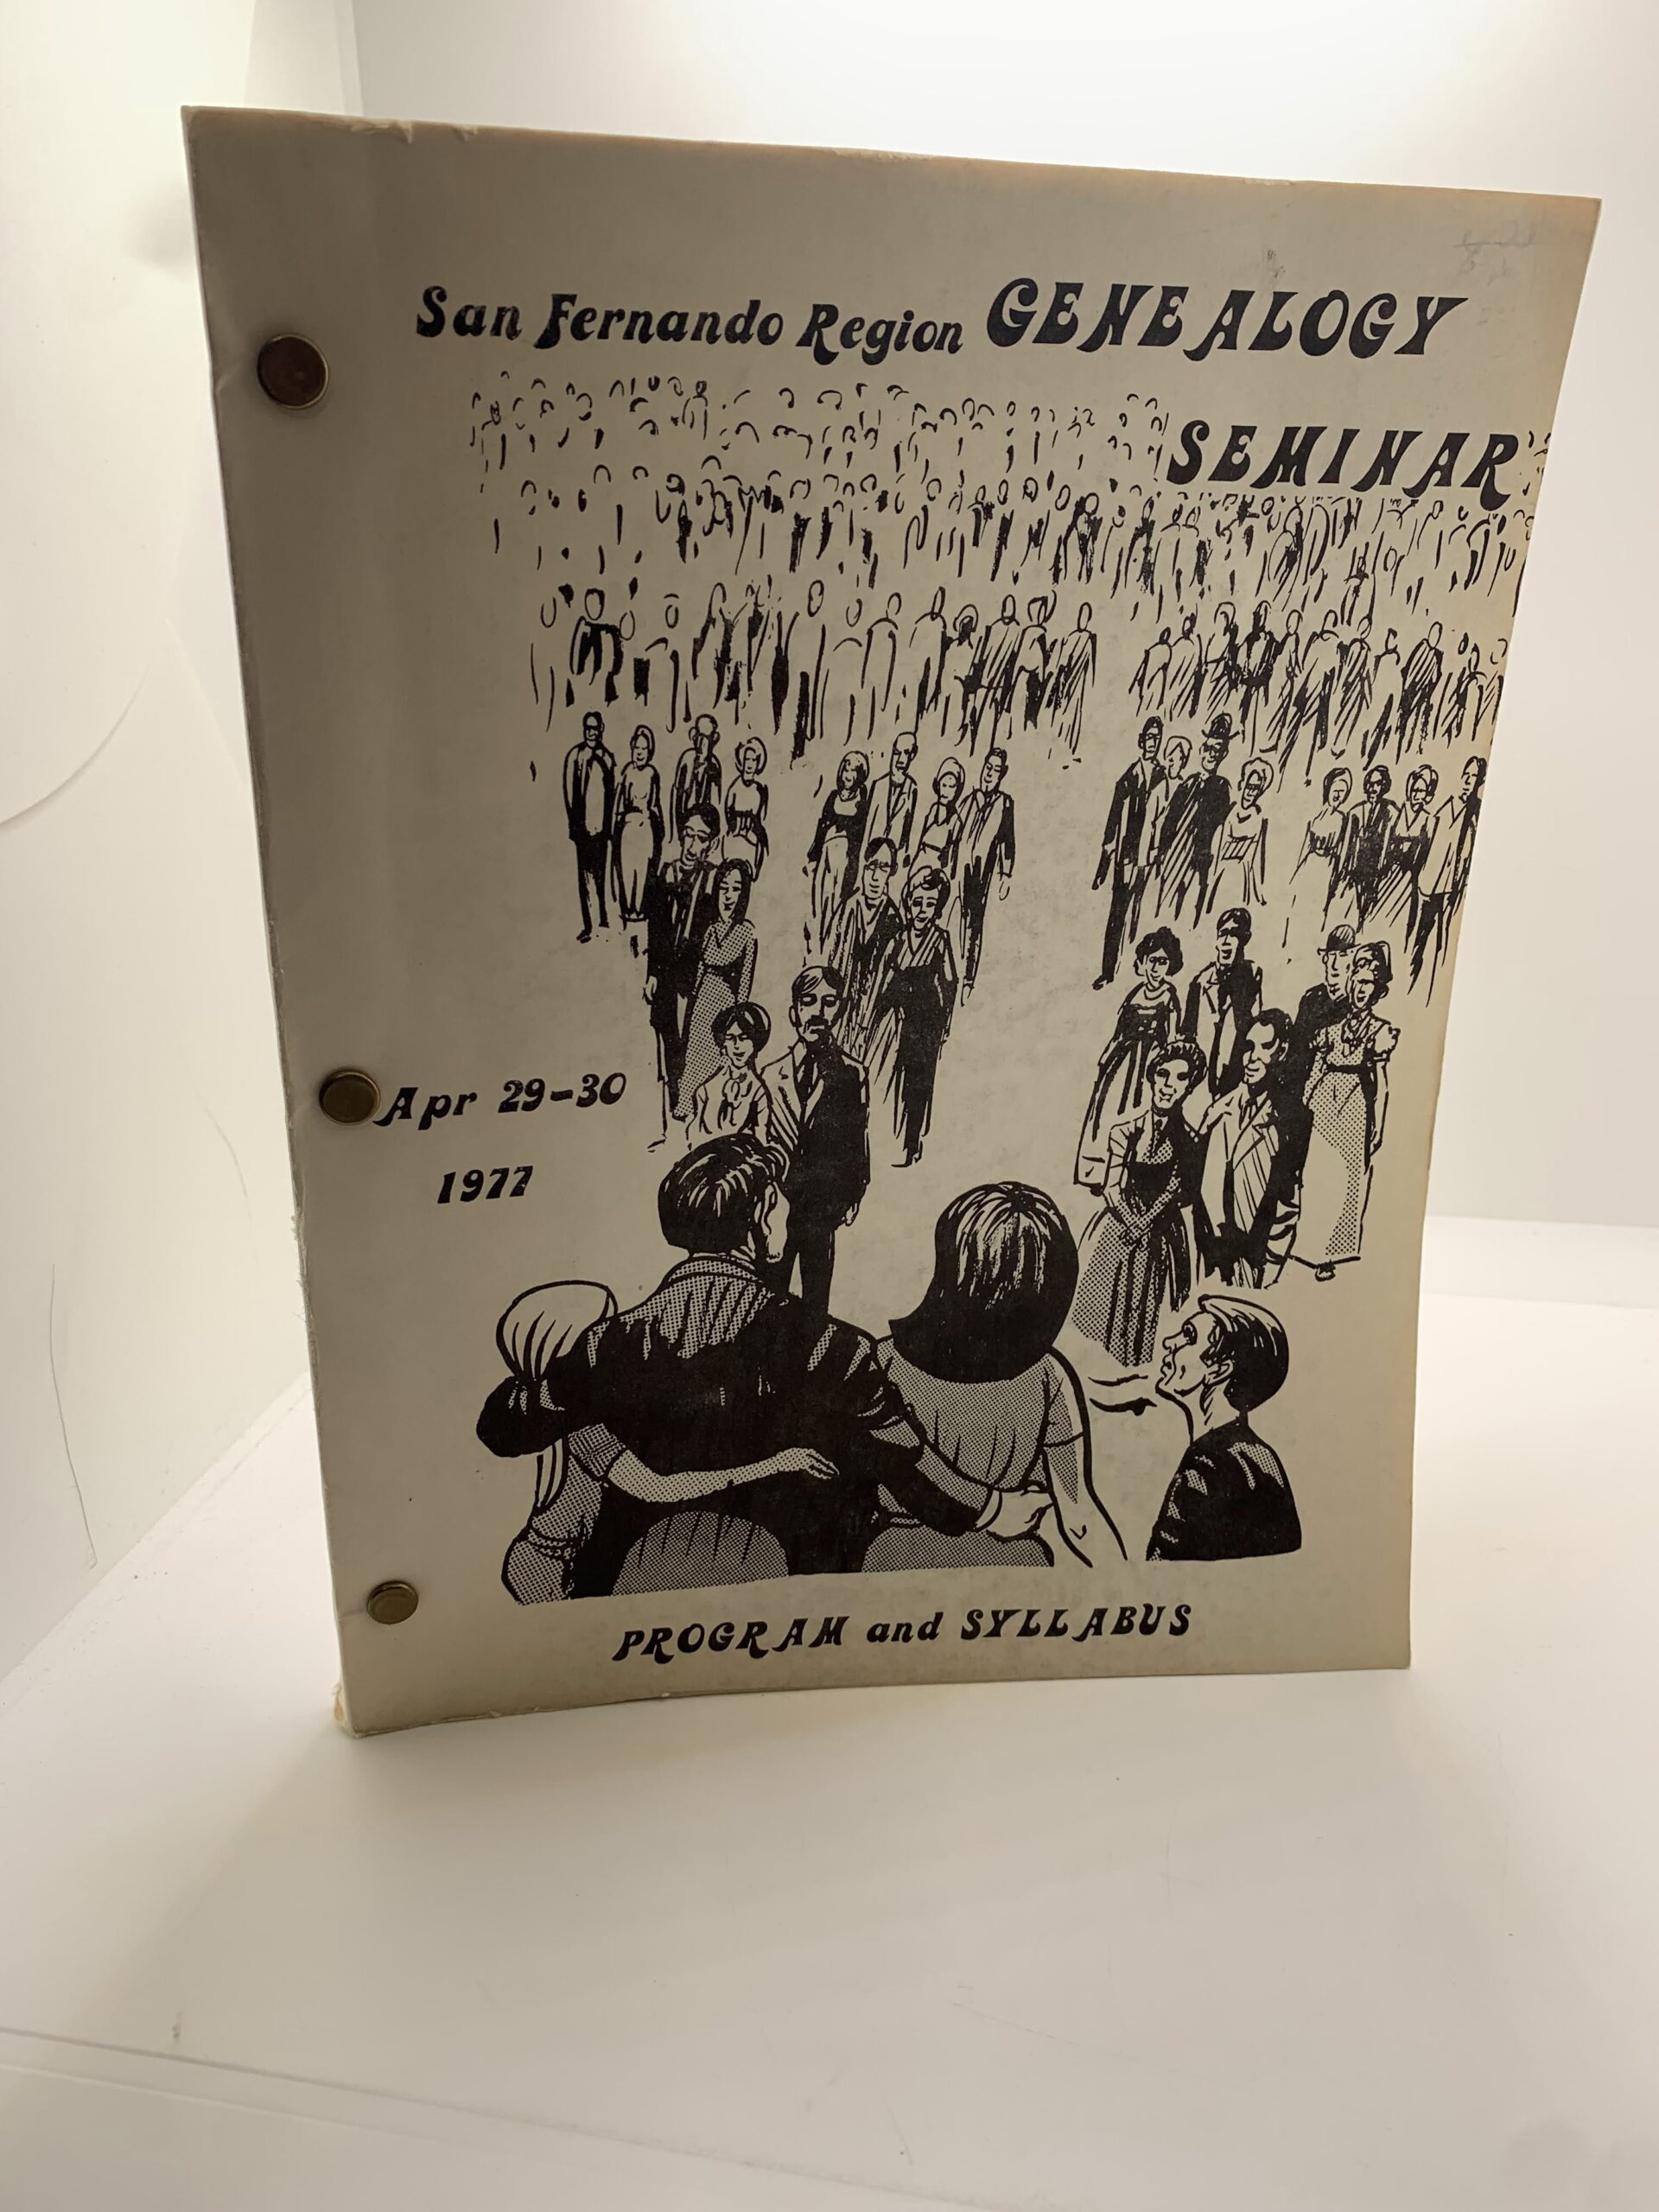 San Fernando Region GENEALOGY
SEMINAR
Apr 29-30
1977
PROGRAM and SYLLABUS